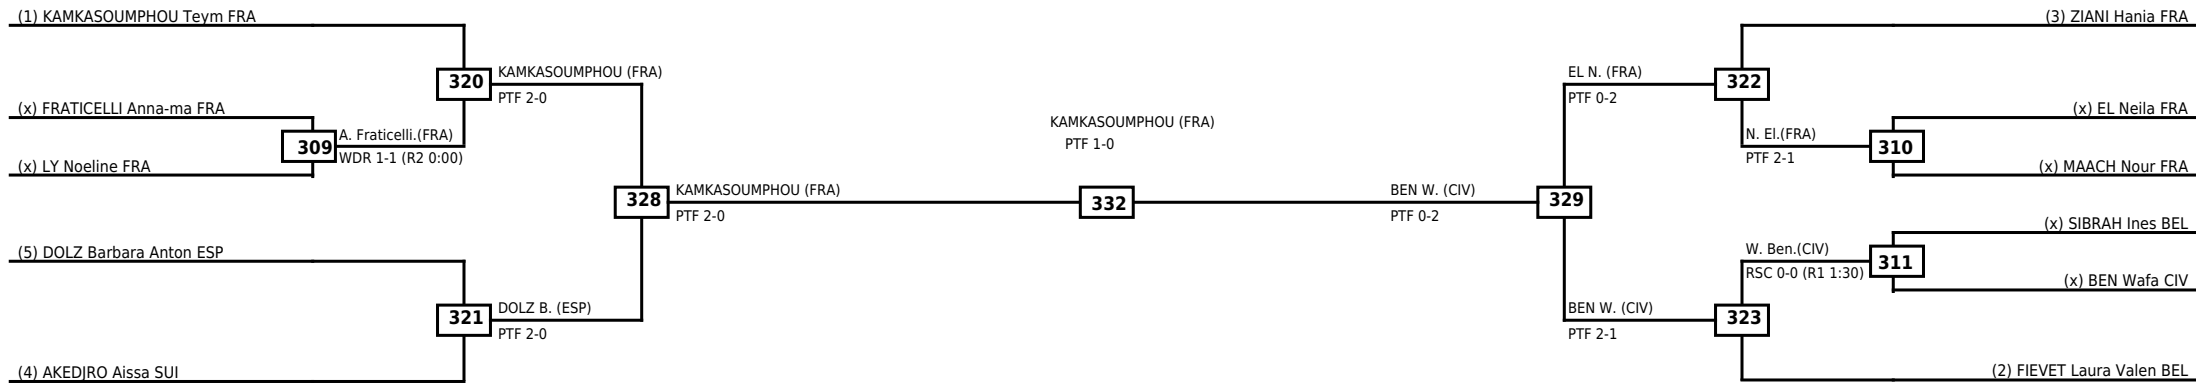 (1) KAMKASOUMPHOU Teym FRA
(3) ZIANI Hania FRA
320
KAMKASOUMPHOU (FRA)
PTF 2-0
EL N. (FRA)
PTF 0-2
322
(x) FRATICELLI Anna-ma FRA
309
A. Fraticelli.(FRA)
WDR 1-1 (R2 0:00)
(x) LY Noeline FRA
KAMKASOUMPHOU (FRA)
PTF 1-0
(x) EL Neila FRA
N. El.(FRA)
PTF 2-1
310
(x) MAACH Nour FRA
328
KAMKASOUMPHOU (FRA)
PTF 2-0
332
BEN W. (CIV)
PTF 0-2
329
(x) SIBRAH Ines BEL
W. Ben.(CIV)
RSC 0-0 (R1 1:30)
311
(x) BEN Wafa CIV
(5) DOLZ Barbara Anton ESP
321
DOLZ B. (ESP)
PTF 2-0
BEN W. (CIV)
PTF 2-1
323
(4) AKEDJRO Aissa SUI
(2) FIEVET Laura Valen BEL